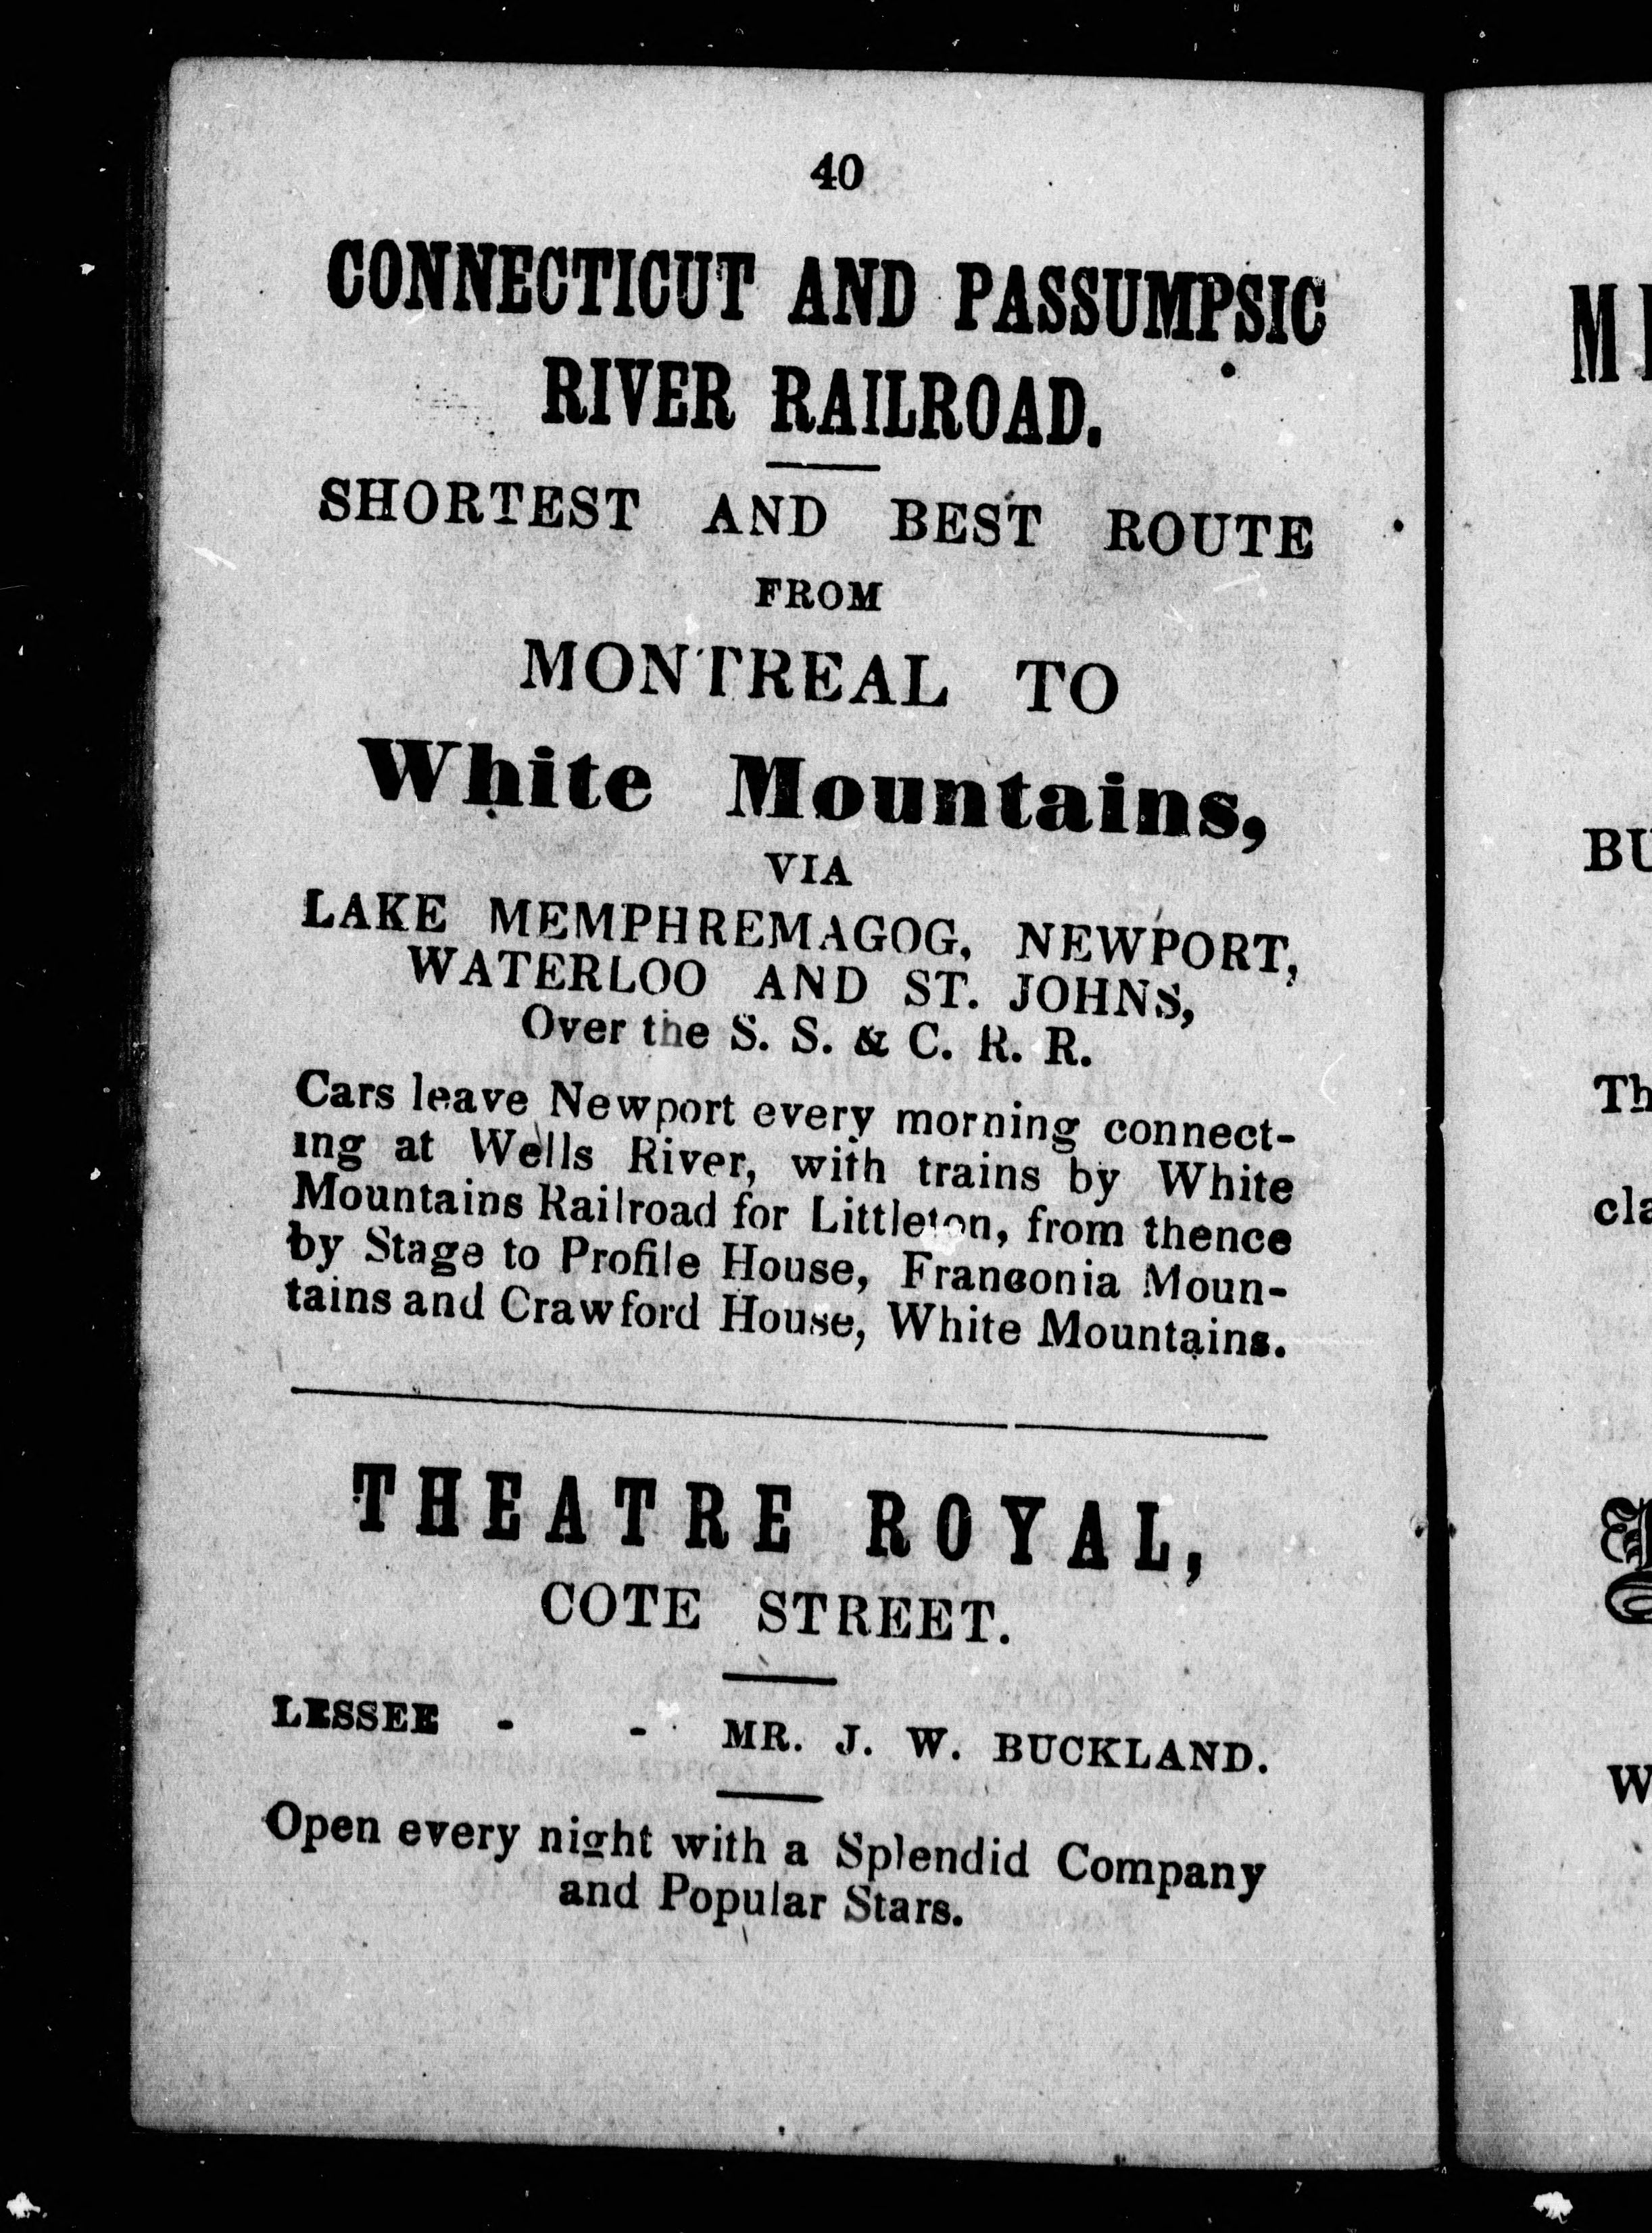 40
CONNECTICUT AND PASSUMPSIC
RIVER RAILROAD.
SHORTEST AND BEST ROUTE
FROM
MONTREAL TO
White Mountains,
VIA
LAKE MEMPHREMAGOG, NEWPORT,
WATERLOO AND ST. JOHNS,
Over the S. S. & C. R. R.
Cars leave Newport every morning connect-
ing at Wells River, with trains by White
Mountains Railroad for Littleton, from thence
by Stage to Profile House, Franconia Moun-
tains and Crawford House, White Mountains.
THEATRE ROYAL,
COTE STREET.
LESSEE - - MR. J. W. BUCKLAND.
Open every night with a Splendid Company
and Popular Stars.
M
BU
Th
cla
W